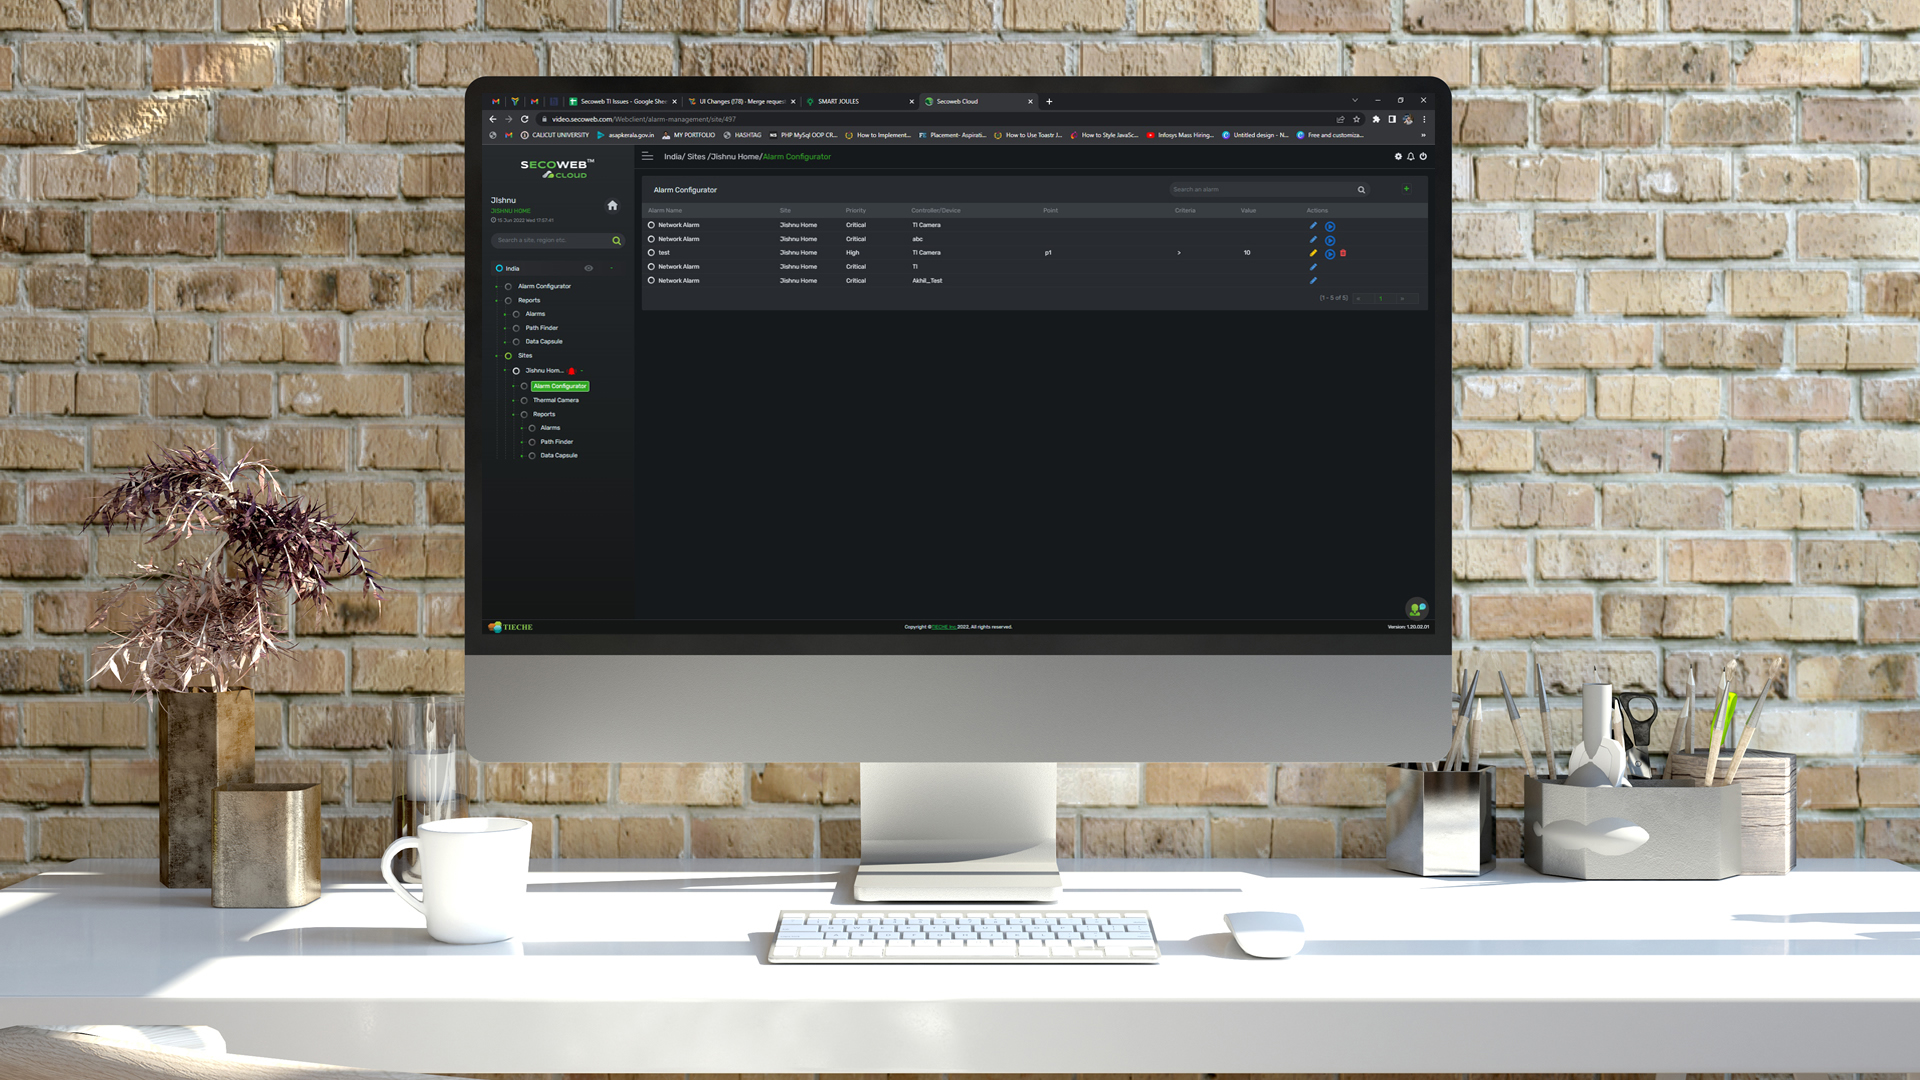 Secoweb TI Issues - Google Shee
UI Changes (!78) - Merge request
SMART JOULES
Secoweb Cloud
video.secoweb.com/Webclient/alarm-management/site/497
CALICUT UNIVERSITY
asapkerala.gov.in
MY PORTFOLIO
HASHTAG
PHP MySql OOP CR...
How to Implement...
Placement- Aspirati...
How to Use Toastr J...
How to Style JavaSc...
Infosys Mass Hiring...
Untitled design - N...
Free and customiza...
SECOWEB™
CLOUD
India/ Sites /Jishnu Home/Alarm Configurator
JIshnu
JISHNU HOME
15 Jun 2022 Wed 17:57:41
Search a site, region etc.
India
Alarm Configurator
Reports
Alarms
Path Finder
Data Capsule
Sites
Jishnu Hom...
Alarm Configurator
Thermal Camera
Reports
Alarms
Path Finder
Data Capsule
Alarm Configurator
Search an alarm
Alarm Name Site Priority Controller/Device Point Criteria Value Actions
Network Alarm Jishnu Home Critical TI Camera
Network Alarm Jishnu Home Critical abc
test Jishnu Home High TI Camera p1 > 10
Network Alarm Jishnu Home Critical TI
Network Alarm Jishnu Home Critical Akhil_Test
(1 - 5 of 5) « 1 »
TIECHE
Copyright ©TIECHE Inc 2022, All rights reserved.
Version: 1.20.02.01